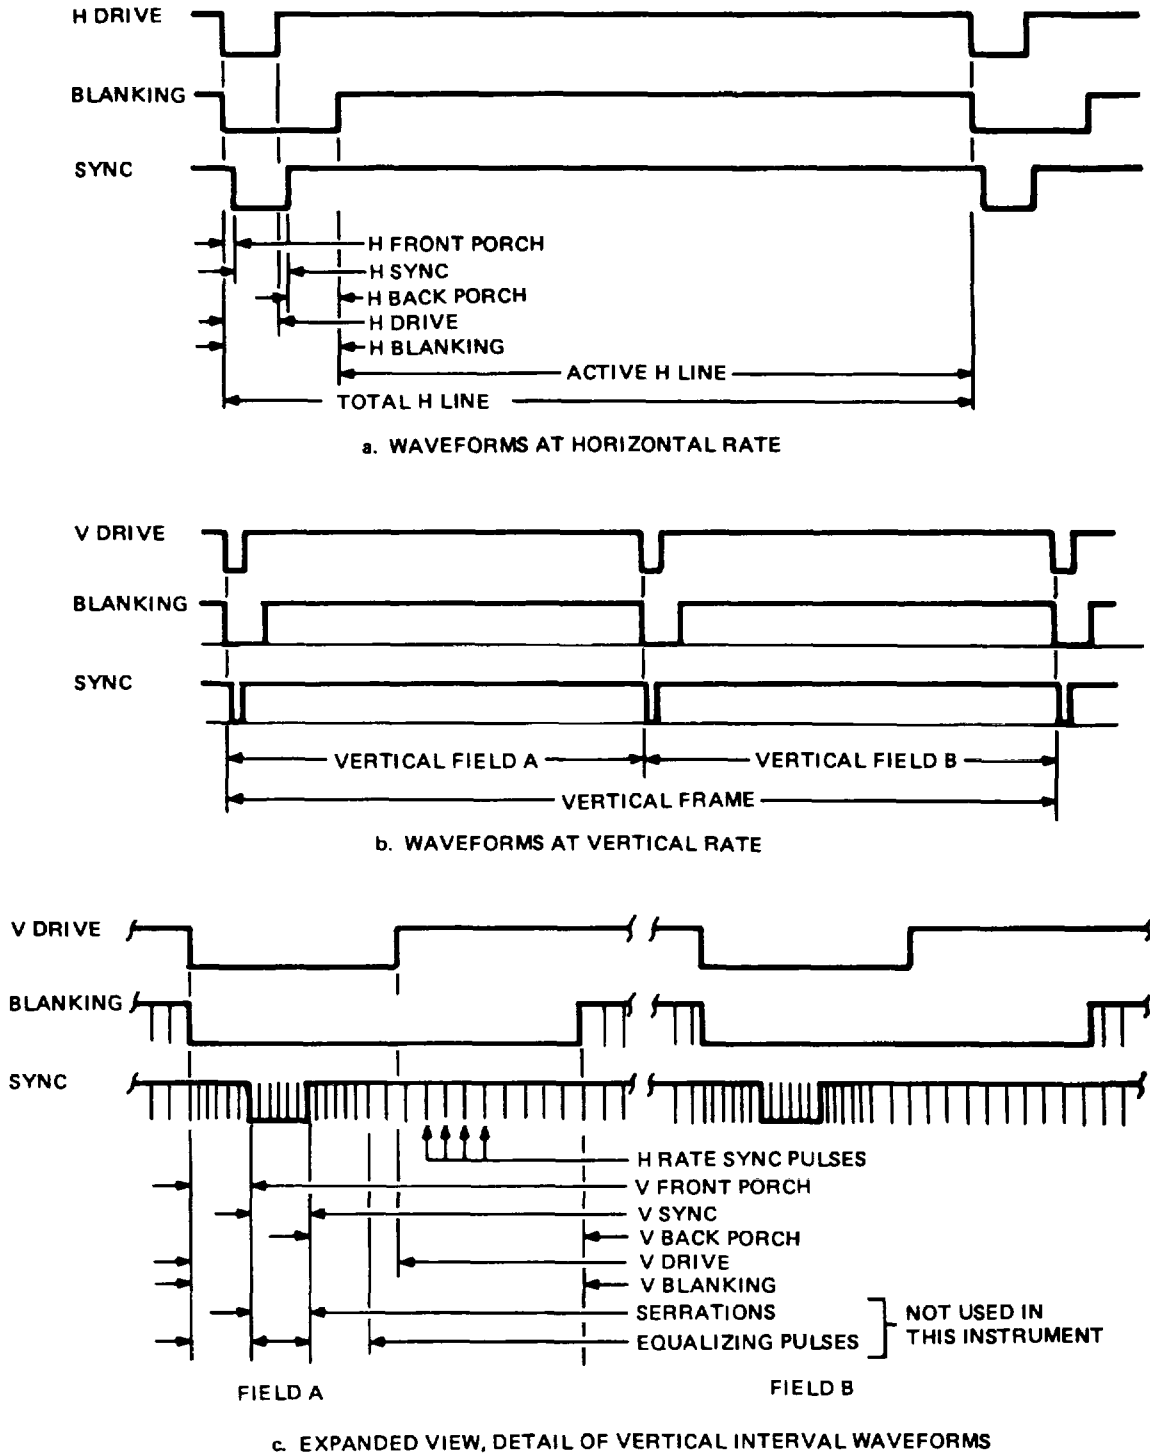 H DRIVE
BLANKING
SYNC
H FRONT PORCH
H SYNC
H BACK PORCH
H DRIVE
H BLANKING
ACTIVE H LINE
TOTAL H LINE
a. WAVEFORMS AT HORIZONTAL RATE
V DRIVE
BLANKING
SYNC
VERTICAL FIELD A
VERTICAL FIELD B
VERTICAL FRAME
b. WAVEFORMS AT VERTICAL RATE
V DRIVE
BLANKING
SYNC
H RATE SYNC PULSES
V FRONT PORCH
V SYNC
V BACK PORCH
V DRIVE
V BLANKING
SERRATIONS
EQUALIZING PULSES
NOT USED IN
THIS INSTRUMENT
FIELD A
FIELD B
c. EXPANDED VIEW, DETAIL OF VERTICAL INTERVAL WAVEFORMS